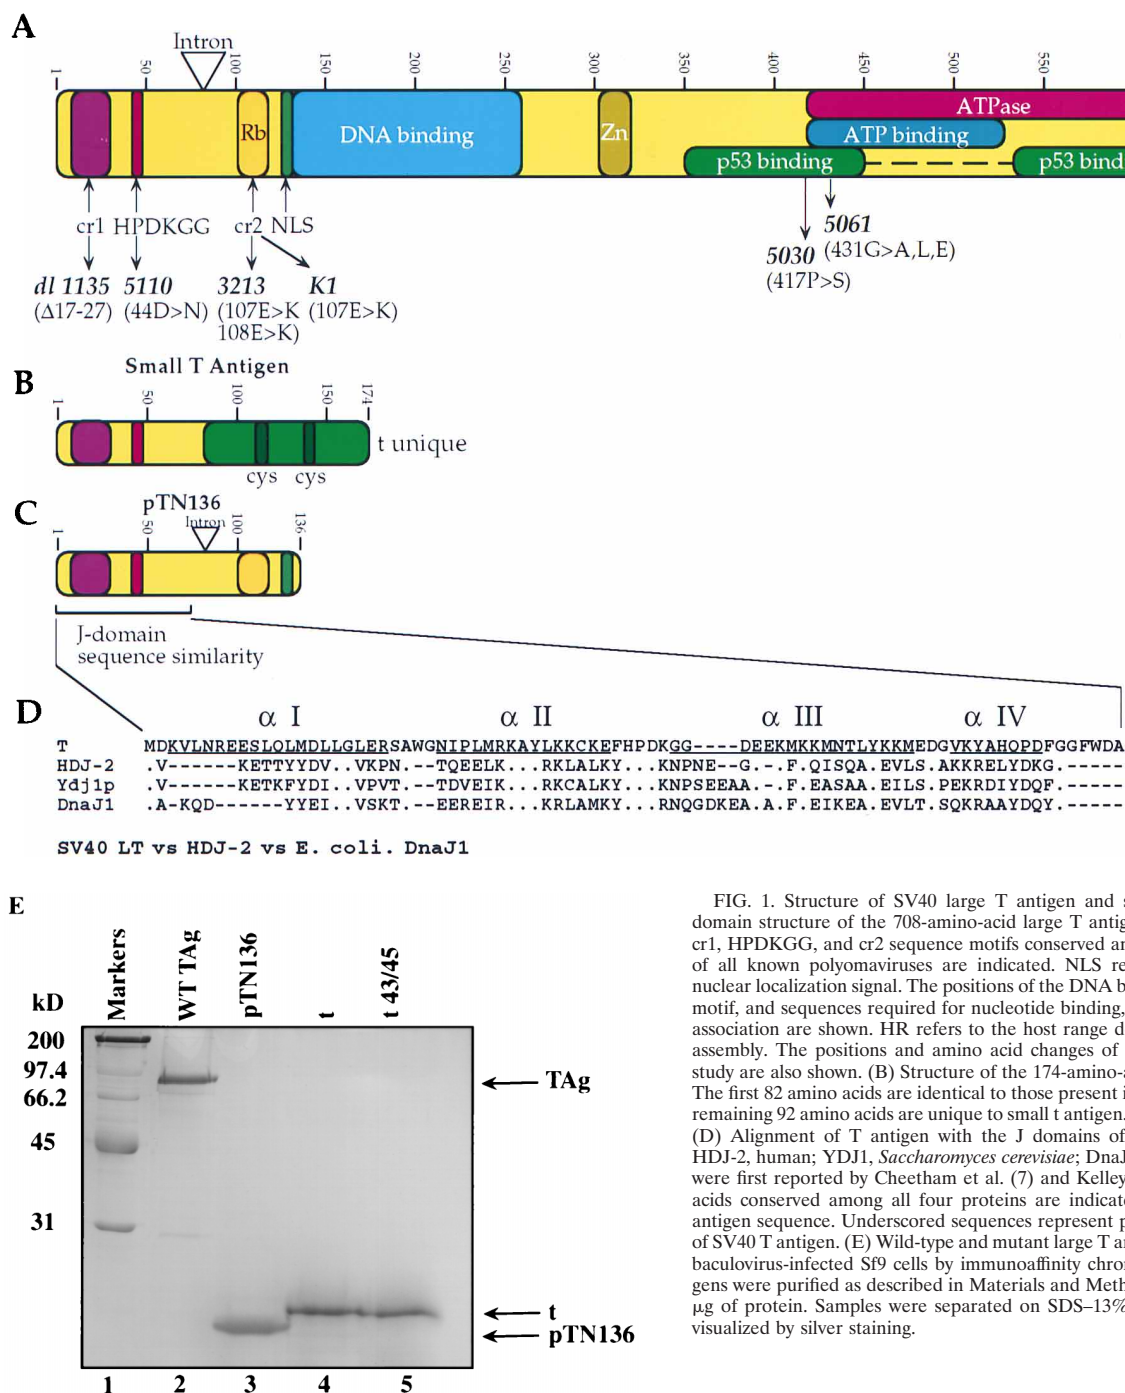 A
Intron
1 50 100 150 200 250 300 350 400 450 500 550
Rb DNA binding Zn ATPase
ATP binding
p53 binding p53 bind
cr1 HPDKGG cr2 NLS
dl 1135 5110 3213 K1 5030 5061
(Δ17-27) (44D>N) (107E>K (107E>K) (417P>S) (431G>A,L,E)
108E>K)
B
Small T Antigen
1 50 100 150 174
t unique
cys cys
C
pTN136
Intron
1 50 100 136
J-domain
sequence similarity
D
α I α II α III α IV
T MDKVLNREESLQLMDLLGLERSAWGNIPLMRKAYLKKCKEFHPDKGG----DEEKMKKMNTLYKKMEDGVKYAHQPDFGGFWDA
HDJ-2 .V------KETTYYDV..VKPN.--TQEELK...RKLALKY...KNPNE--G.-.F.QISQA.EVLS.AKKRELYDKG.-----
Ydj1p .V------KETKFYDI..VPVT.--TDVEIK...RKCALKY...KNPSEEAA.-.F.EASAA.EILS.PEKRDIYDQF.-----
DnaJ1 .A-KQD-----YYEI..VSKT.--EEREIR...KRLAMKY...RNQGDKEA.A.F.EIKEA.EVLT.SQKRAAYDQY.-----
SV40 LT vs HDJ-2 vs E. coli. DnaJ1
E
kD
Markers WT TAg pTN136 t t 43/45
200
97.4
66.2
45
31
TAg
t
pTN136
1 2 3 4 5
FIG. 1. Structure of SV40 large T antigen and s
domain structure of the 708-amino-acid large T antig
cr1, HPDKGG, and cr2 sequence motifs conserved an
of all known polyomaviruses are indicated. NLS re
nuclear localization signal. The positions of the DNA b
motif, and sequences required for nucleotide binding,
association are shown. HR refers to the host range d
assembly. The positions and amino acid changes of
study are also shown. (B) Structure of the 174-amino-a
The first 82 amino acids are identical to those present i
remaining 92 amino acids are unique to small t antigen.
(D) Alignment of T antigen with the J domains of
HDJ-2, human; YDJ1, Saccharomyces cerevisiae; DnaJ
were first reported by Cheetham et al. (7) and Kelley
acids conserved among all four proteins are indicate
antigen sequence. Underscored sequences represent p
of SV40 T antigen. (E) Wild-type and mutant large T an
baculovirus-infected Sf9 cells by immunoaffinity chron
gens were purified as described in Materials and Meth
μg of protein. Samples were separated on SDS–13%
visualized by silver staining.